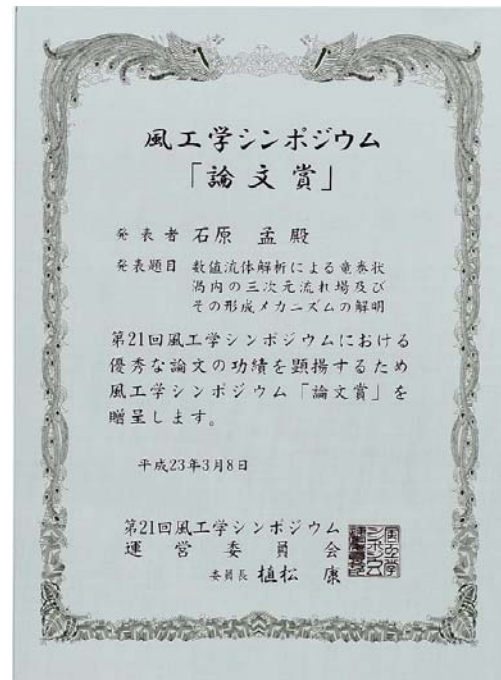 風工学シンポジウム
「論文賞」
発表者 石原 孟 殿
発表題目 数値流体解析による竜巻状
渦内の三次元流れ場及び
その形成メカニズムの解明
第21回風工学シンポジウムにおける
優秀な論文の功績を顕揚するため
風工学シンポジウム「論文賞」を
贈呈します。
平成23年3月8日
第21回風工学シンポジウム
運営委員会
委員長 植松 康